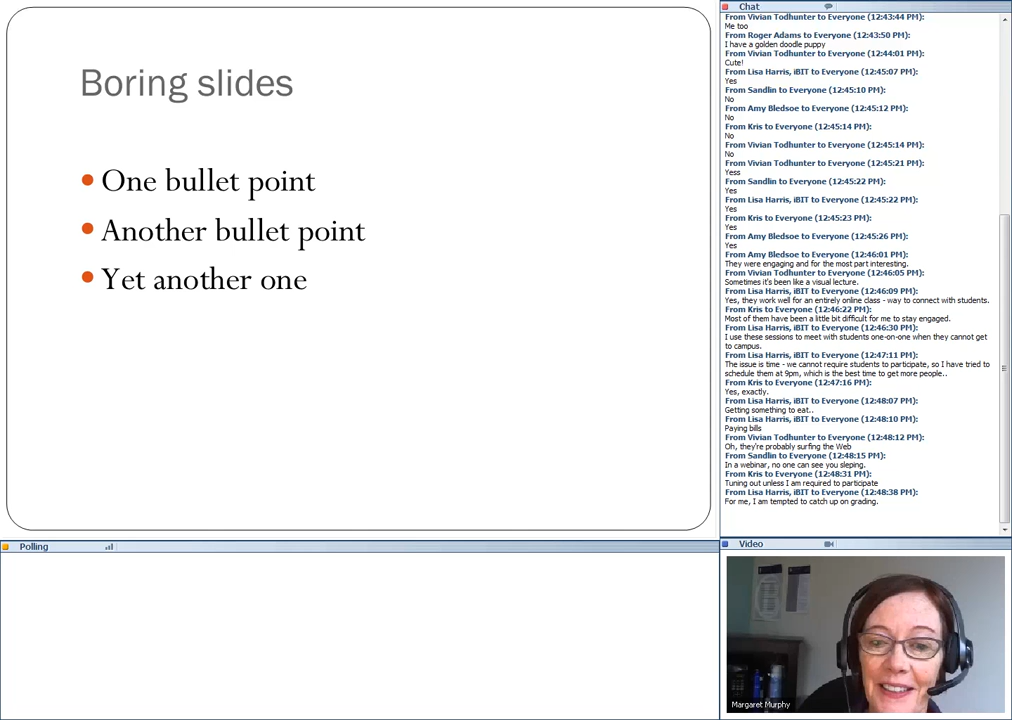 Boring slides
One bullet point
Another bullet point
Yet another one
Polling
Chat
From Vivian Todhunter to Everyone (12:43:44 PM):
Me too
From Roger Adams to Everyone (12:43:50 PM):
I have a golden doodle puppy
From Vivian Todhunter to Everyone (12:44:01 PM):
Cute!
From Lisa Harris, iBIT to Everyone (12:45:07 PM):
Yes
From Sandlin to Everyone (12:45:10 PM):
No
From Amy Bledsoe to Everyone (12:45:12 PM):
No
From Kris to Everyone (12:45:14 PM):
No
From Vivian Todhunter to Everyone (12:45:14 PM):
No
From Vivian Todhunter to Everyone (12:45:21 PM):
Yess
From Sandlin to Everyone (12:45:22 PM):
Yes
From Lisa Harris, iBIT to Everyone (12:45:22 PM):
Yes
From Kris to Everyone (12:45:23 PM):
Yes
From Amy Bledsoe to Everyone (12:45:26 PM):
Yes
From Amy Bledsoe to Everyone (12:46:01 PM):
They were engaging and for the most part interesting.
From Vivian Todhunter to Everyone (12:46:05 PM):
Sometimes it's been like a visual lecture.
From Lisa Harris, iBIT to Everyone (12:46:09 PM):
Yes, they work well for an entirely online class - way to connect with students.
From Kris to Everyone (12:46:22 PM):
Most of them have been a little bit difficult for me to stay engaged.
From Lisa Harris, iBIT to Everyone (12:46:30 PM):
I use these sessions to meet with students one-on-one when they cannot get
to campus.
From Lisa Harris, iBIT to Everyone (12:47:11 PM):
The issue is time - we cannot require students to participate, so I have tried to
schedule them at 9pm, which is the best time to get more people..
From Kris to Everyone (12:47:16 PM):
Yes, exactly.
From Lisa Harris, iBIT to Everyone (12:48:07 PM):
Getting something to eat..
From Lisa Harris, iBIT to Everyone (12:48:10 PM):
Paying bills
From Vivian Todhunter to Everyone (12:48:12 PM):
Oh, they're probably surfing the Web
From Sandlin to Everyone (12:48:15 PM):
In a webinar, no one can see you sleping.
From Kris to Everyone (12:48:31 PM):
Tuning out unless I am required to participate
From Lisa Harris, iBIT to Everyone (12:48:38 PM):
For me, I am tempted to catch up on grading.
Video
Margaret Murphy